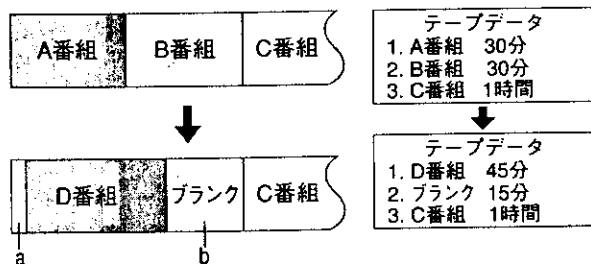 A番組 B番組 C番組
テープデータ
1. A番組 30分
2. B番組 30分
3. C番組 1時間
D番組 ブランク C番組
a b
テープデータ
1. D番組 45分
2. ブランク 15分
3. C番組 1時間